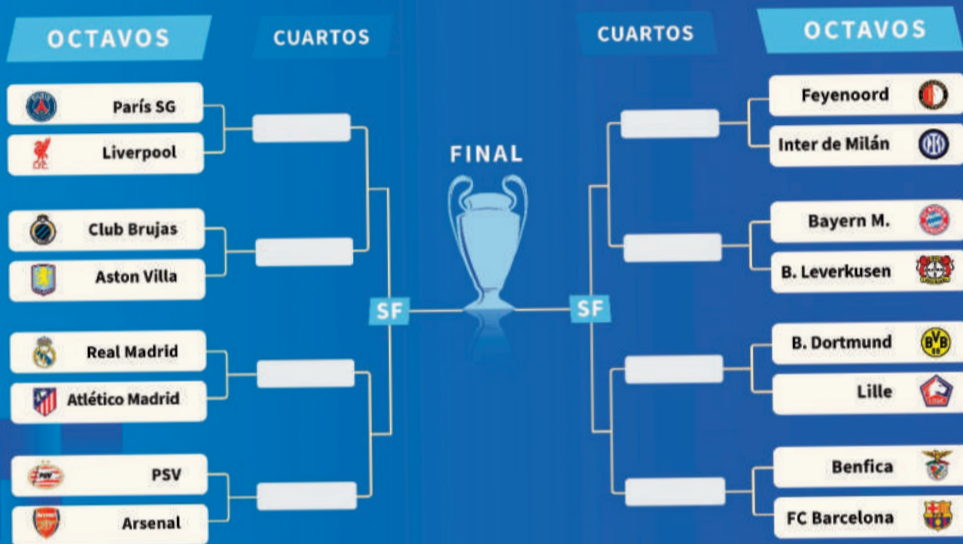 OCTAVOS
CUARTOS
París SG
Liverpool
Club Brujas
Aston Villa
Real Madrid
Atlético Madrid
PSV
Arsenal
FINAL
SF
SF
CUARTOS
OCTAVOS
Feyenoord
Inter de Milán
Bayern M.
B. Leverkusen
B. Dortmund
Lille
Benfica
FC Barcelona